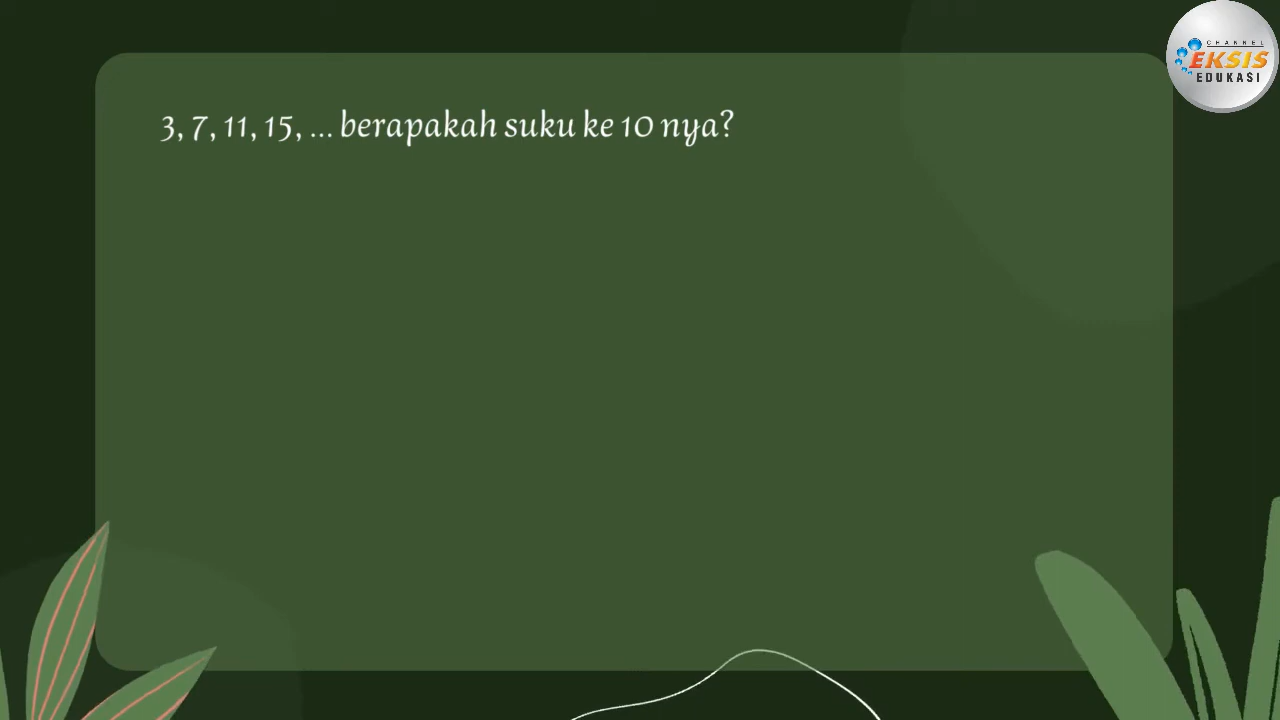 3, 7, 11, 15, ... berapakah suku ke 10 nya?
CHANNEL
EKSIS
EDUKASI